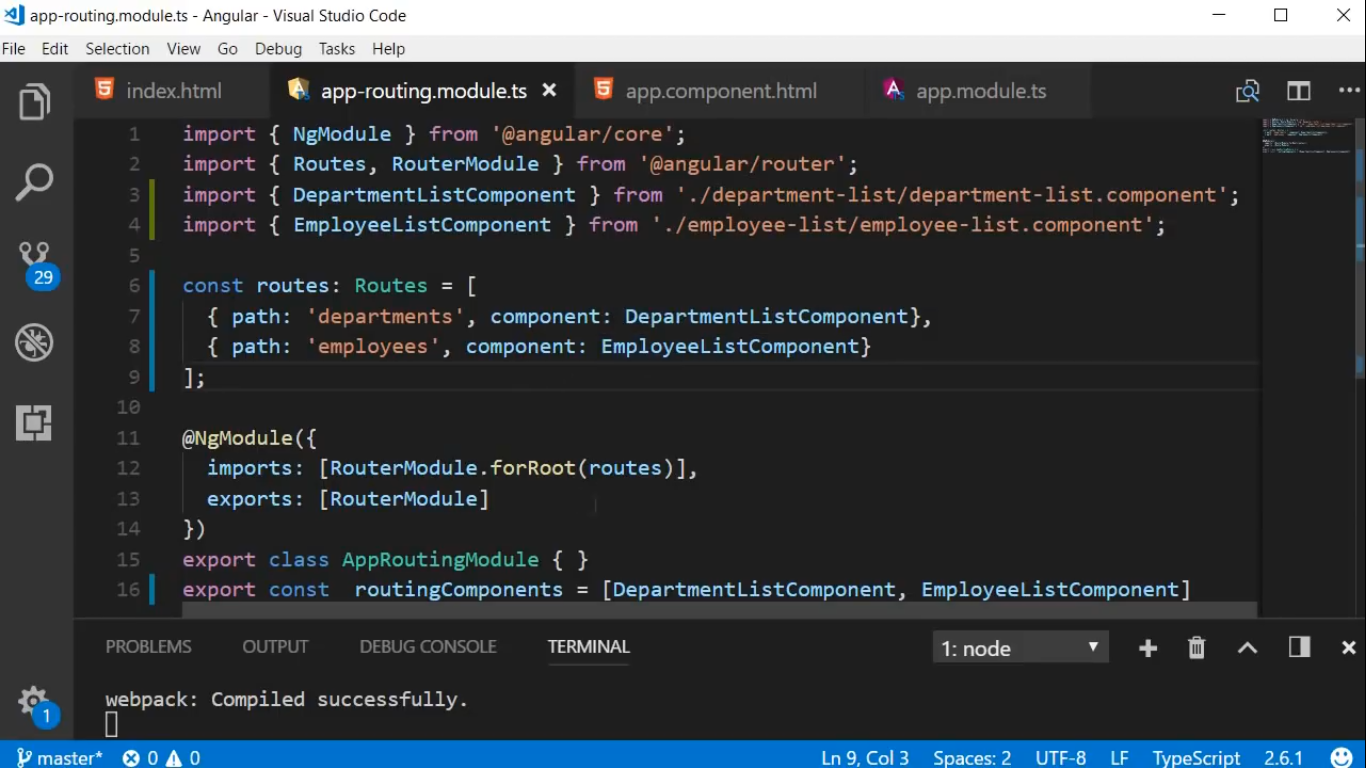 app-routing.module.ts - Angular - Visual Studio Code
File Edit Selection View Go Debug Tasks Help
index.html app-routing.module.ts app.component.html app.module.ts
1 import { NgModule } from '@angular/core';
2 import { Routes, RouterModule } from '@angular/router';
3 import { DepartmentListComponent } from './department-list/department-list.component';
4 import { EmployeeListComponent } from './employee-list/employee-list.component';
5
6 const routes: Routes = [
7   { path: 'departments', component: DepartmentListComponent},
8   { path: 'employees', component: EmployeeListComponent}
9 ];
10
11 @NgModule({
12   imports: [RouterModule.forRoot(routes)],
13   exports: [RouterModule]
14 })
15 export class AppRoutingModule { }
16 export const  routingComponents = [DepartmentListComponent, EmployeeListComponent]
29
1
PROBLEMS OUTPUT DEBUG CONSOLE TERMINAL 1: node
webpack: Compiled successfully.
master* 0 0 Ln 9, Col 3 Spaces: 2 UTF-8 LF TypeScript 2.6.1